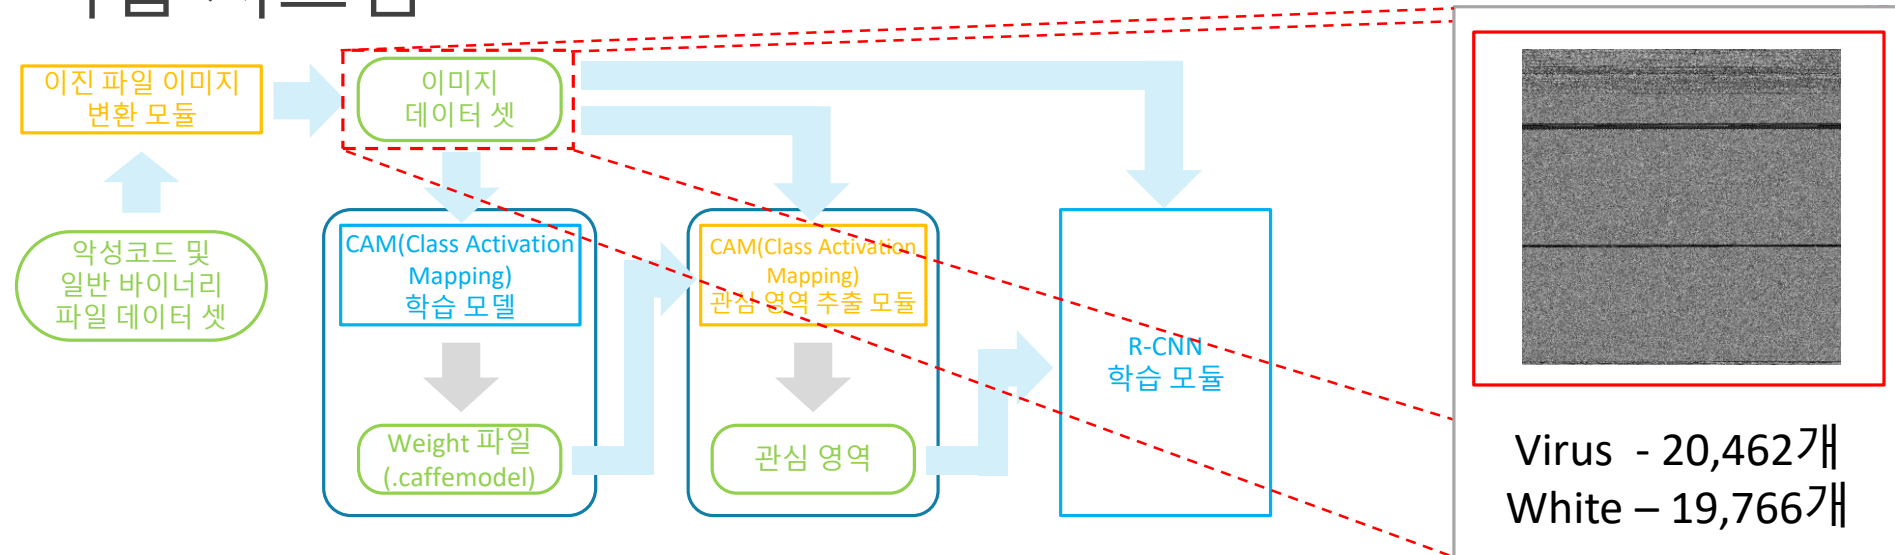 이진 파일 이미지
변환 모듈
이미지
데이터 셋
악성코드 및
일반 바이너리
파일 데이터 셋
CAM(Class Activation
Mapping)
학습 모델
Weight 파일
(.caffemodel)
CAM(Class Activation
Mapping)
관심 영역 추출 모듈
관심 영역
R-CNN
학습 모듈
Virus - 20,462개
White – 19,766개